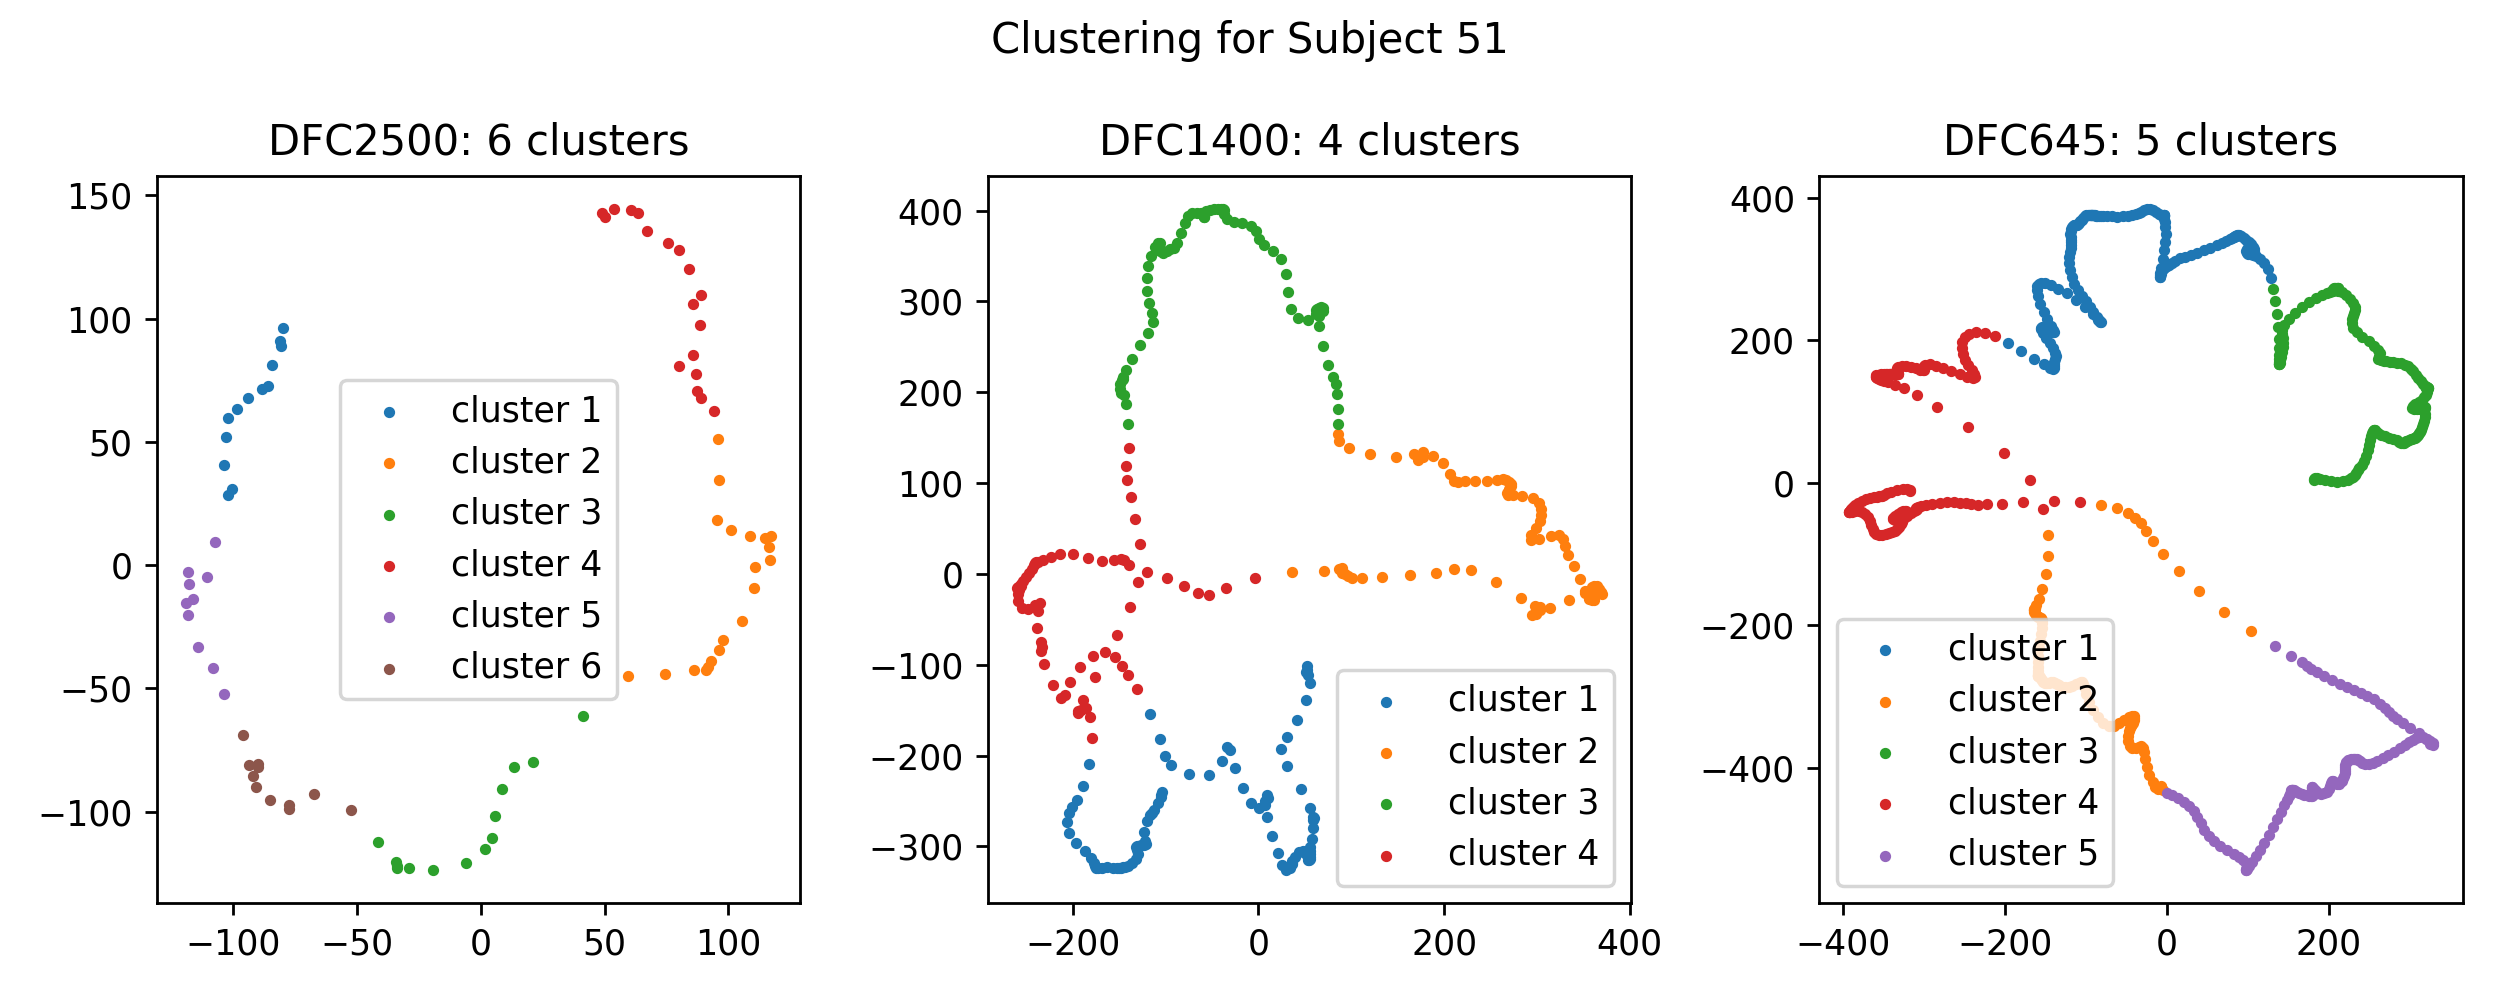 Clustering for Subject 51
DFC2500: 6 clusters
150
100
50
0
−50
−100
−100
−50
0
50
100
cluster 1
cluster 2
cluster 3
cluster 4
cluster 5
cluster 6
DFC1400: 4 clusters
400
300
200
100
0
−100
−200
−300
−200
0
200
400
cluster 1
cluster 2
cluster 3
cluster 4
DFC645: 5 clusters
400
200
0
−200
−400
−400
−200
0
200
cluster 1
cluster 2
cluster 3
cluster 4
cluster 5